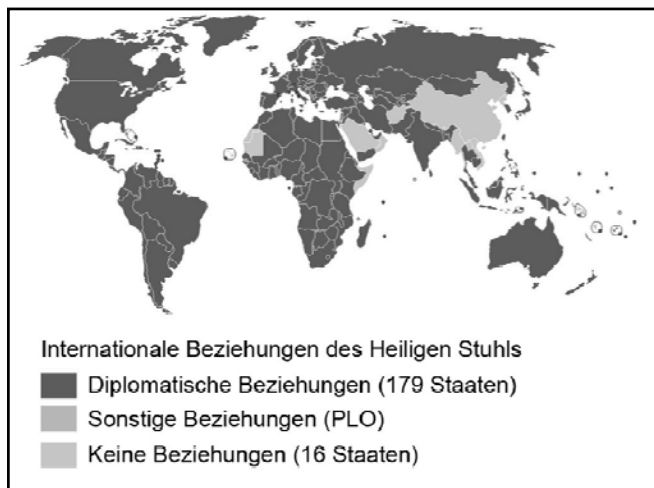 Internationale Beziehungen des Heiligen Stuhls
Diplomatische Beziehungen (179 Staaten)
Sonstige Beziehungen (PLO)
Keine Beziehungen (16 Staaten)